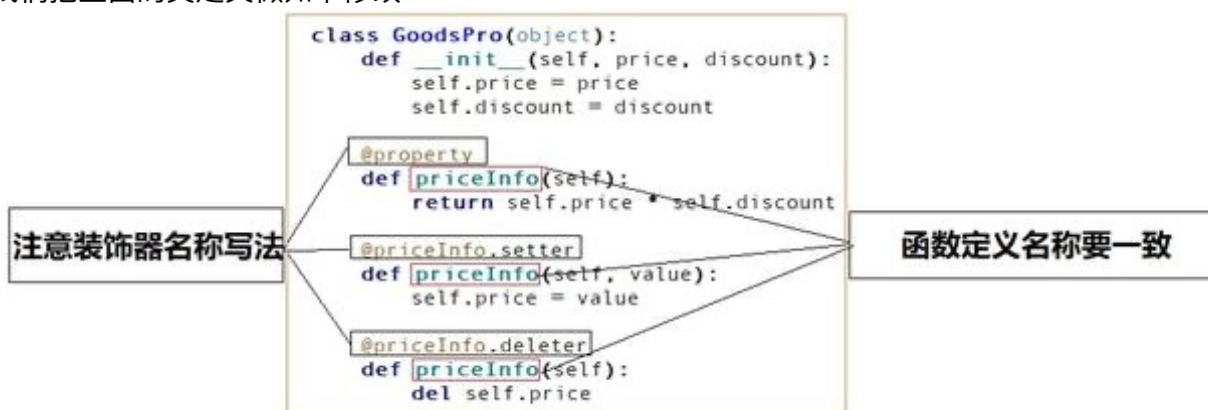 class GoodsPro(object):
def __init__(self, price, discount):
self.price = price
self.discount = discount
@property
def priceInfo(self):
return self.price * self.discount
注意装饰器名称写法
@priceInfo.setter
函数定义名称要一致
def priceInfo(self, value):
self.price = value
@priceInfo.deleter
def priceInfo(self):
del self.price